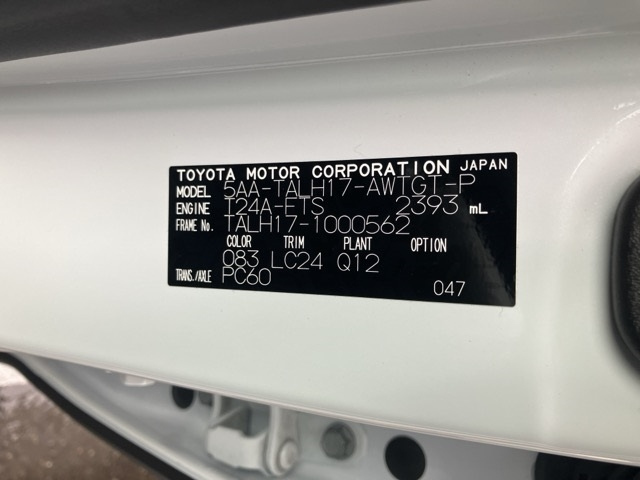 TOYOTA MOTOR CORPORATION JAPAN
MODEL 5AA-TALH17-AWTGT-P
ENGINE T24A-ETS 2393 mL
FRAME No. TALH17-1000562
COLOR TRIM PLANT OPTION
083 LC24 Q12
TRANS./AXLE PC60
047